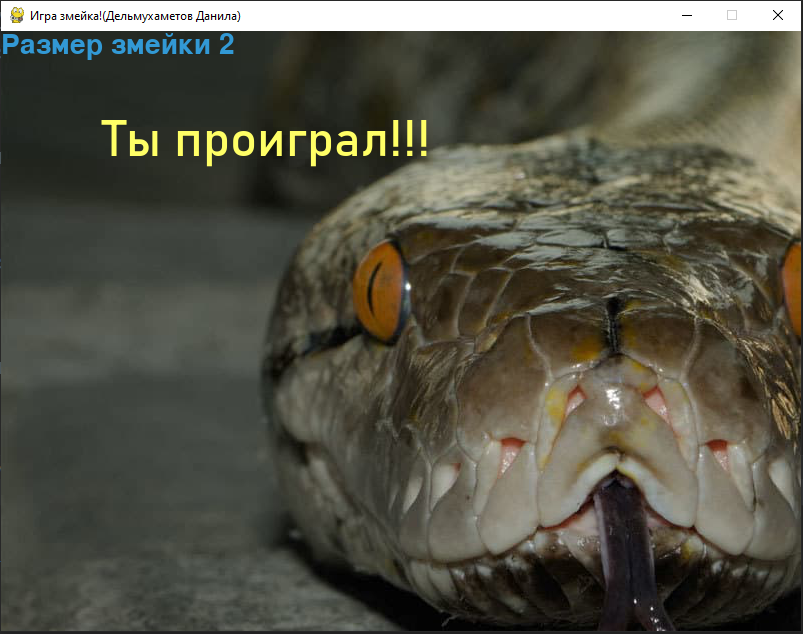 Игра змейка!(Дельмухаметов Данила)
Размер змейки 2
Ты проиграл!!!